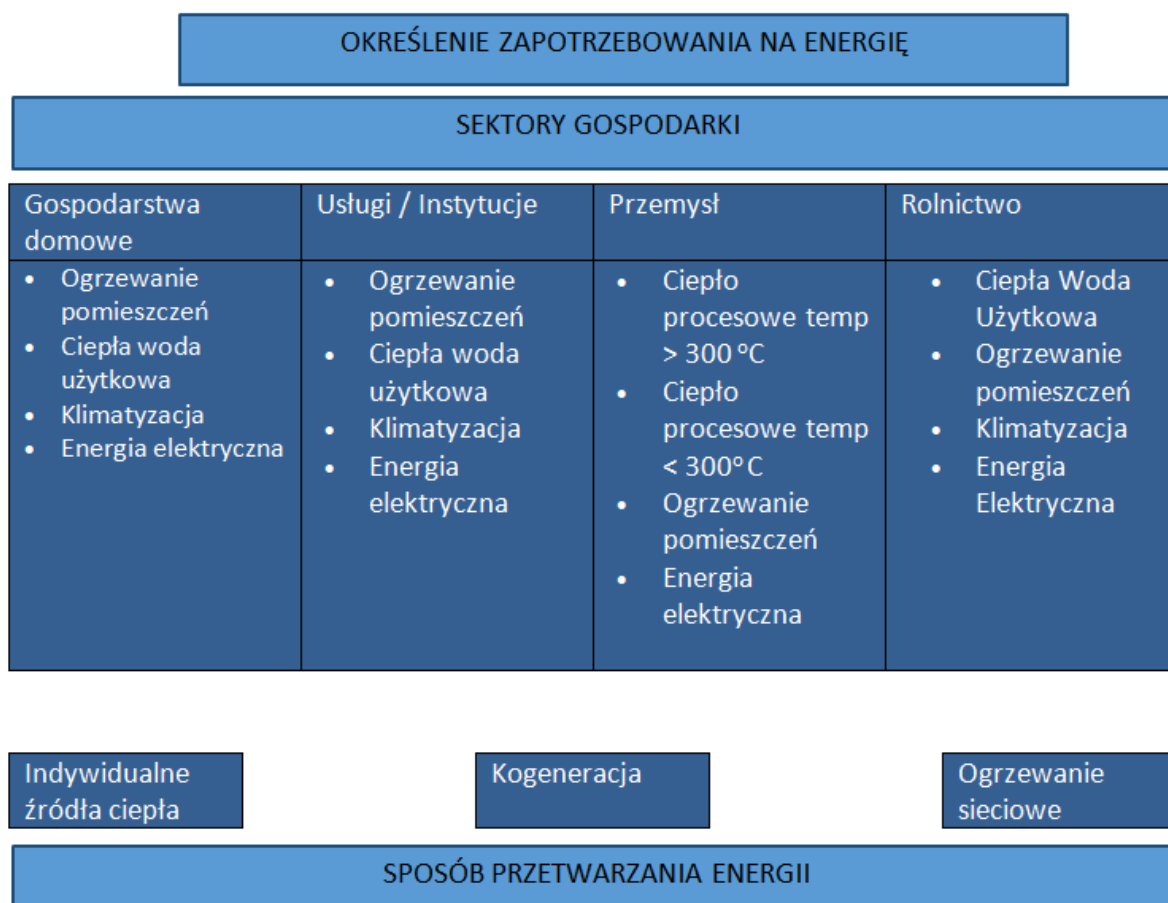 OKREŚLENIE ZAPOTRZEBOWANIA NA ENERGIĘ
SEKTORY GOSPODARKI
Gospodarstwa
domowe
• Ogrzewanie
pomieszczeń
• Ciepła woda
użytkowa
• Klimatyzacja
• Energia elektryczna
Usługi / Instytucje
• Ogrzewanie
pomieszczeń
• Ciepła woda
użytkowa
• Klimatyzacja
• Energia
elektryczna
Przemysł
• Ciepło
procesowe temp
> 300 °C
• Ciepło
procesowe temp
< 300° C
• Ogrzewanie
pomieszczeń
• Energia
elektryczna
Rolnictwo
• Ciepła Woda
Użytkowa
• Ogrzewanie
pomieszczeń
• Klimatyzacja
• Energia
Elektryczna
Indywidualne
źródła ciepła
Kogeneracja
Ogrzewanie
sieciowe
SPOSÓB PRZETWARZANIA ENERGII